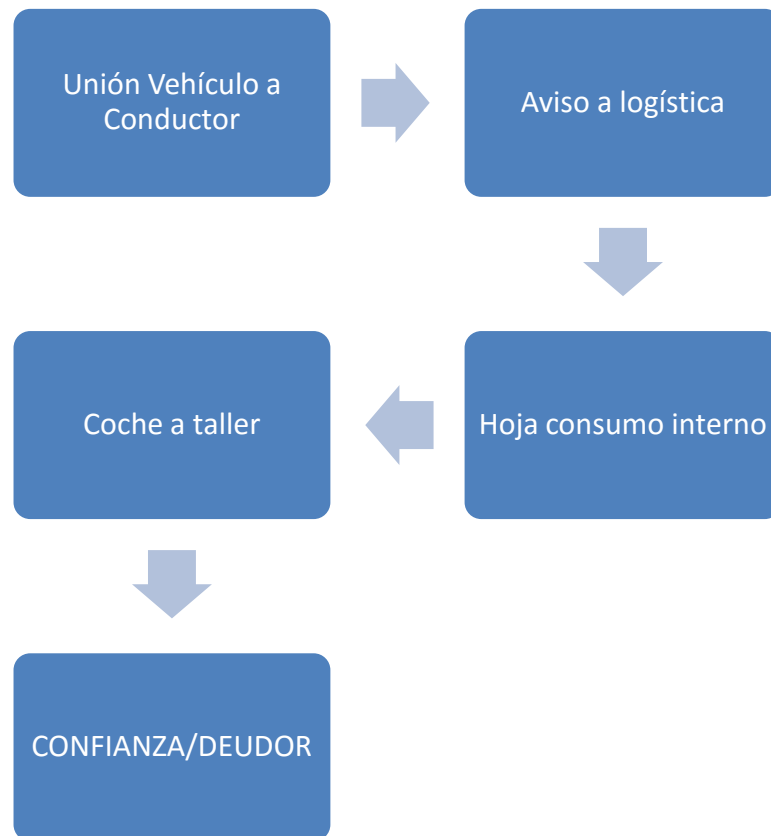 Unión Vehículo a
Conductor
Aviso a logística
Hoja consumo interno
Coche a taller
CONFIANZA/DEUDOR